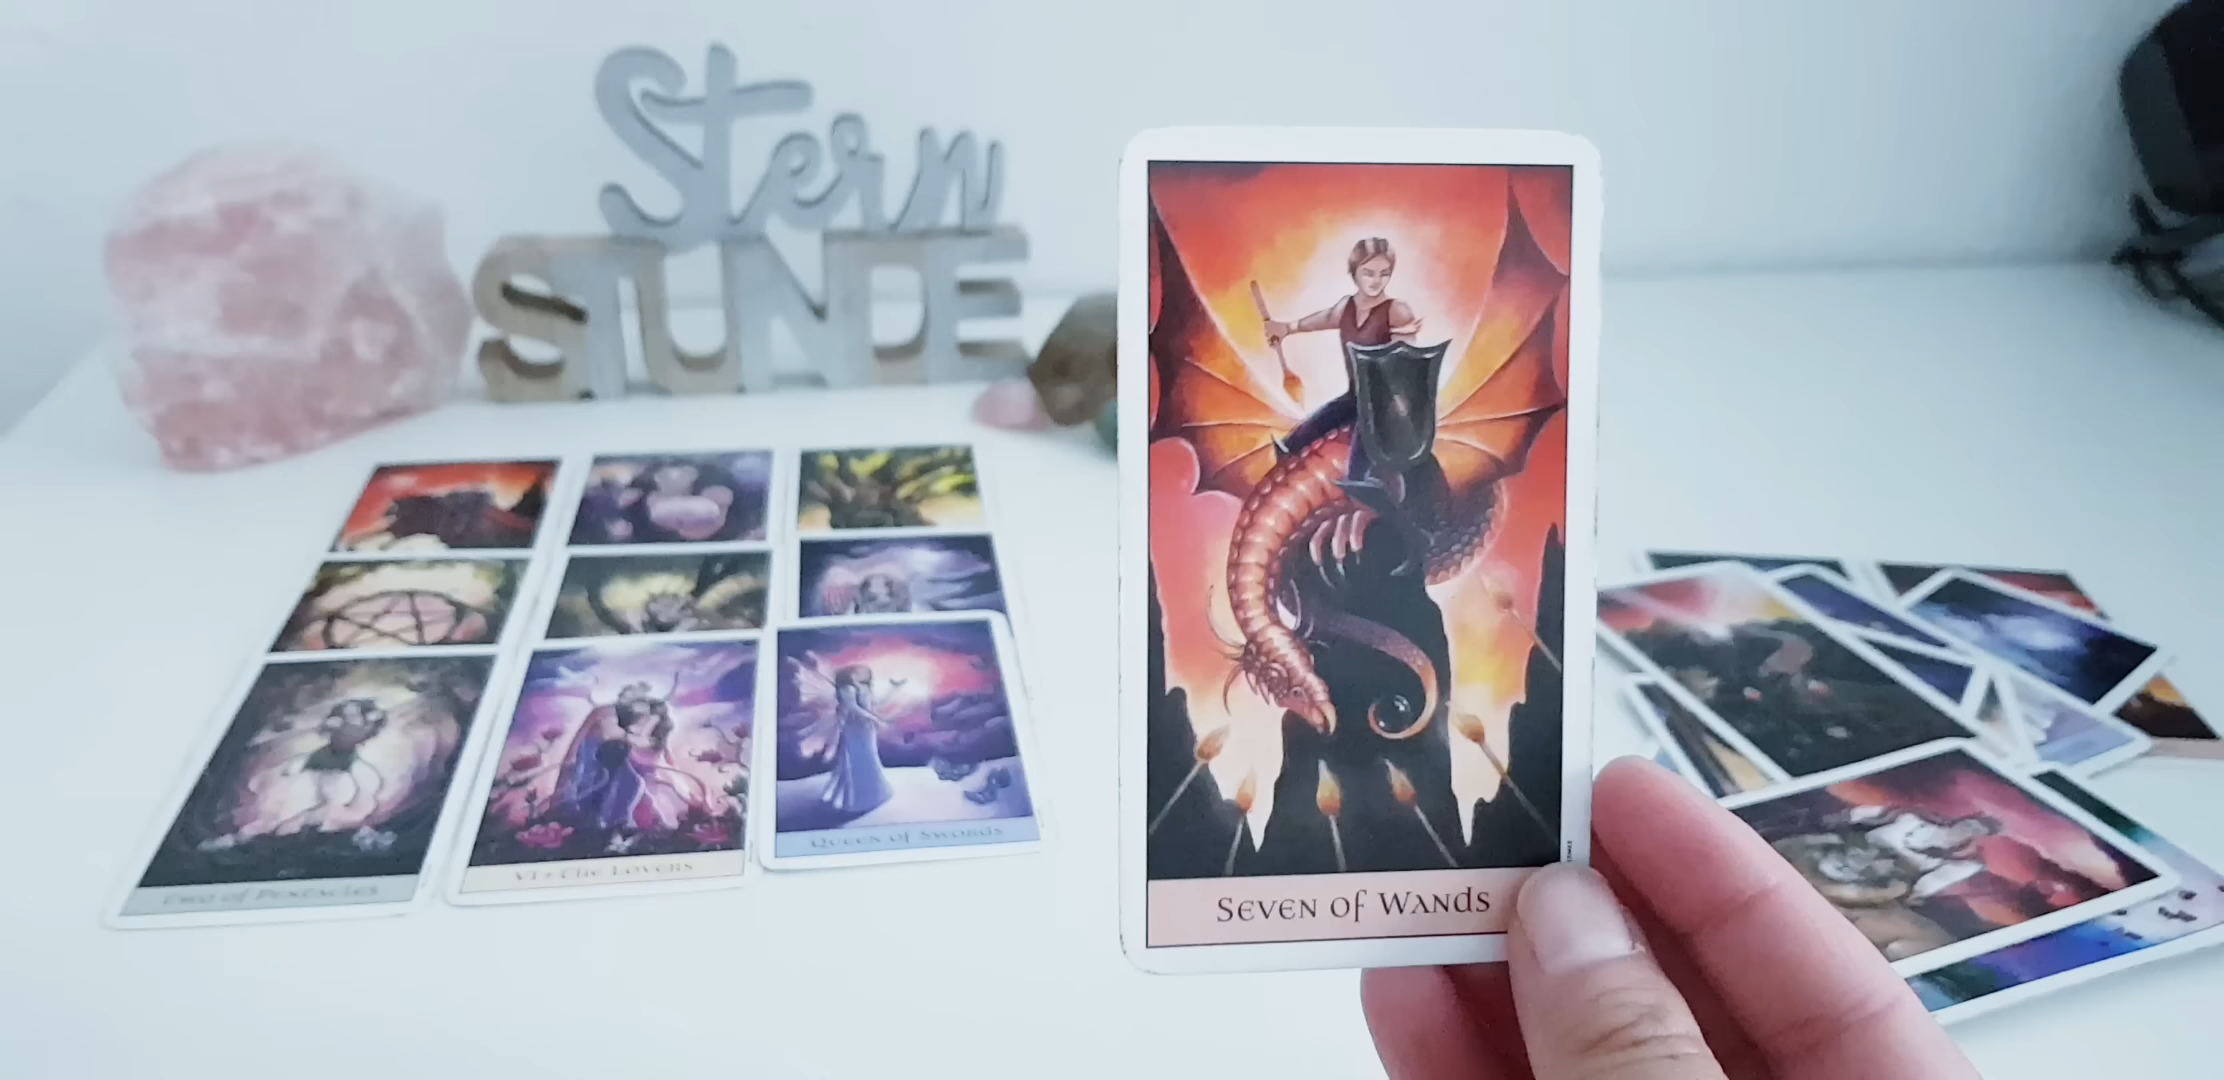 Stern
STUNDE
Seven of Wands
Two of Pentacles
VI • The Lovers
Queen of Swords